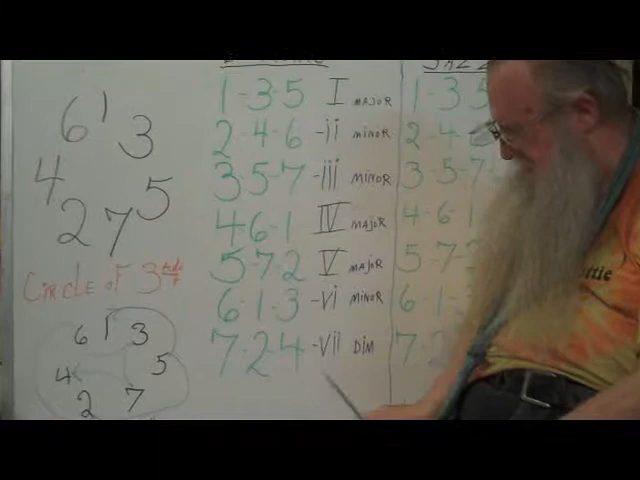 6 1 3
4 5
2 7
CIRCLE OF 3rds
6 1 3
4 5
2 7
1-3-5 I MAJOR
2-4-6 -ii MINOR
3-5-7 -iii MINOR
4-6-1 IV MAJOR
5-7-2 V MAJOR
6-1-3 -vi MINOR
7-2-4 -vii DIM
JAZZ
1-3-5
2-4-
3-5-7
4-6-1
5-7-
6-1-
7-
ttie